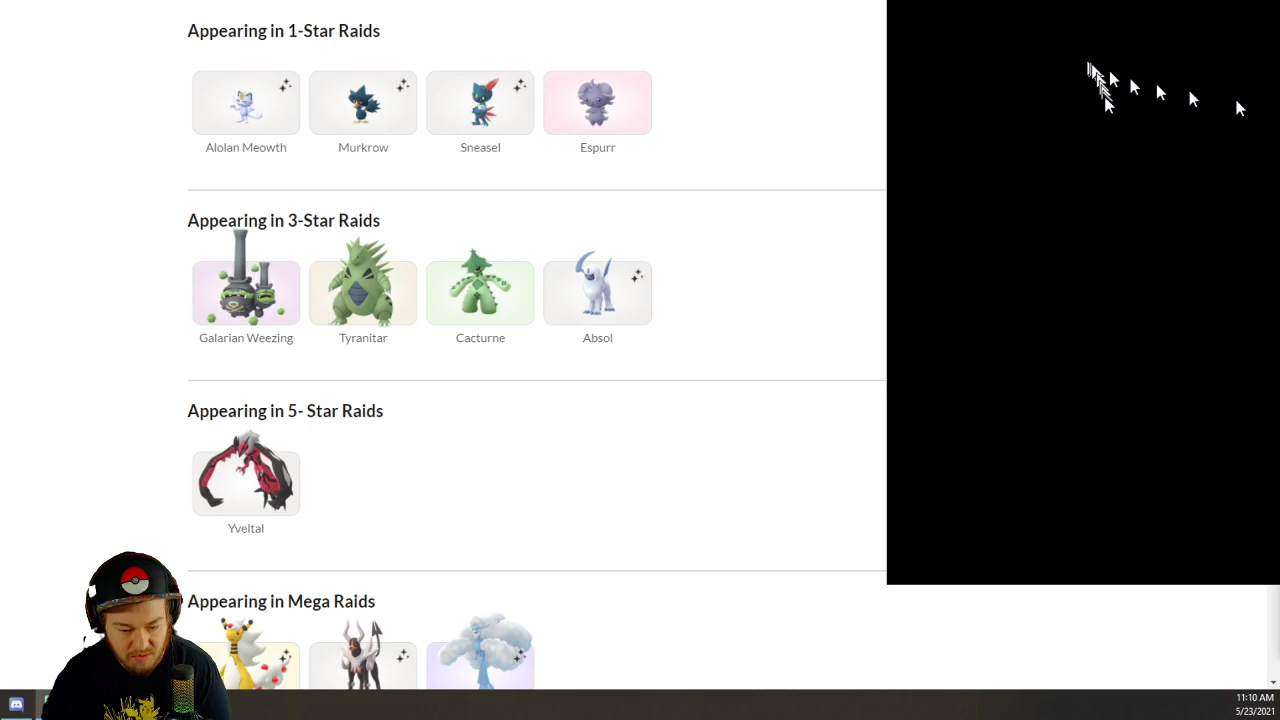 Appearing in 1-Star Raids
Alolan Meowth Murkrow Sneasel Espurr
Appearing in 3-Star Raids
Galarian Weezing Tyranitar Cacturne Absol
Appearing in 5- Star Raids
Yveltal
Appearing in Mega Raids
11:10 AM
5/23/2021